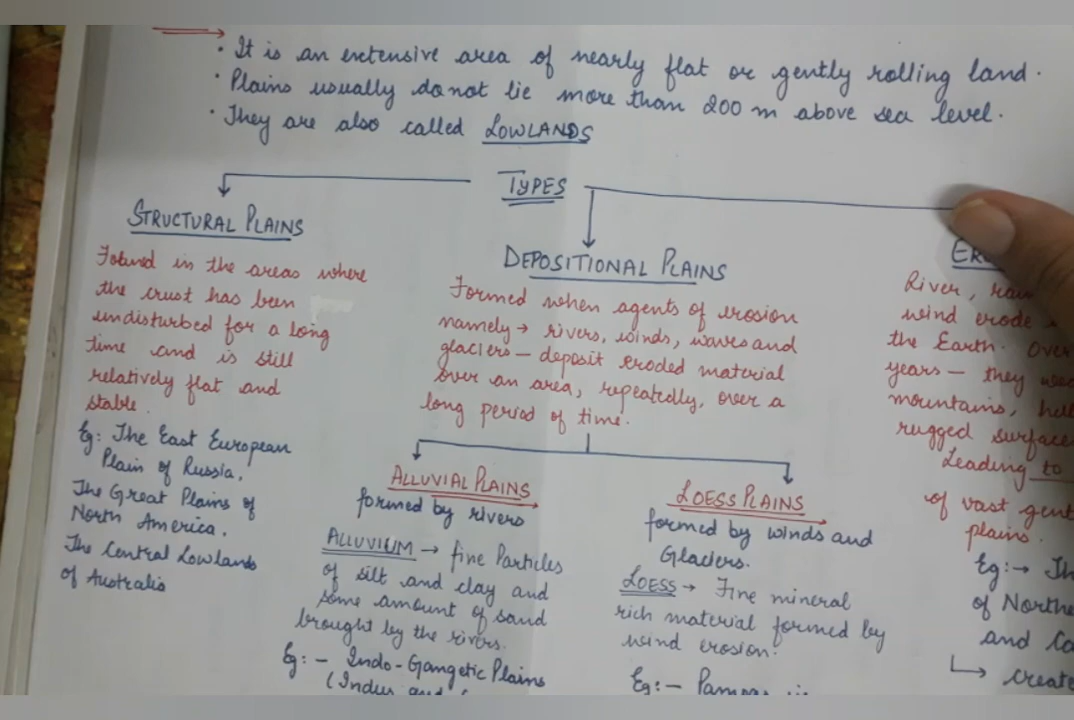 • It is an extensive area of nearly flat or gently rolling land.
• Plains usually do not lie more than 200 m above sea level.
• They are also called LOWLANDS
TYPES
STRUCTURAL PLAINS
Found in the areas where
the crust has been
undisturbed for a long
time and is still
relatively flat and
stable.
Eg: The East European
Plain of Russia.
The Great Plains of
North America.
The Central Lowlands
of Australia
DEPOSITIONAL PLAINS
Formed when agents of erosion
namely → rivers, winds, waves and
glaciers — deposit eroded material
over an area, repeatedly, over a
long period of time.
ALLUVIAL PLAINS
formed by rivers
ALLUVIUM → fine Particles
of silt and clay and
some amount of sand
brought by the rivers.
Eg: - Indo-Gangetic Plains
(Indus and
LOESS PLAINS
formed by winds and
Glaciers.
LOESS → Fine mineral
rich material formed by
wind erosion.
Eg:-
River,
wind erode
the Earth. Over
years — they
mountains,
rugged surface
Leading to
of vast
plains.
Eg: →
of
and
↳ create